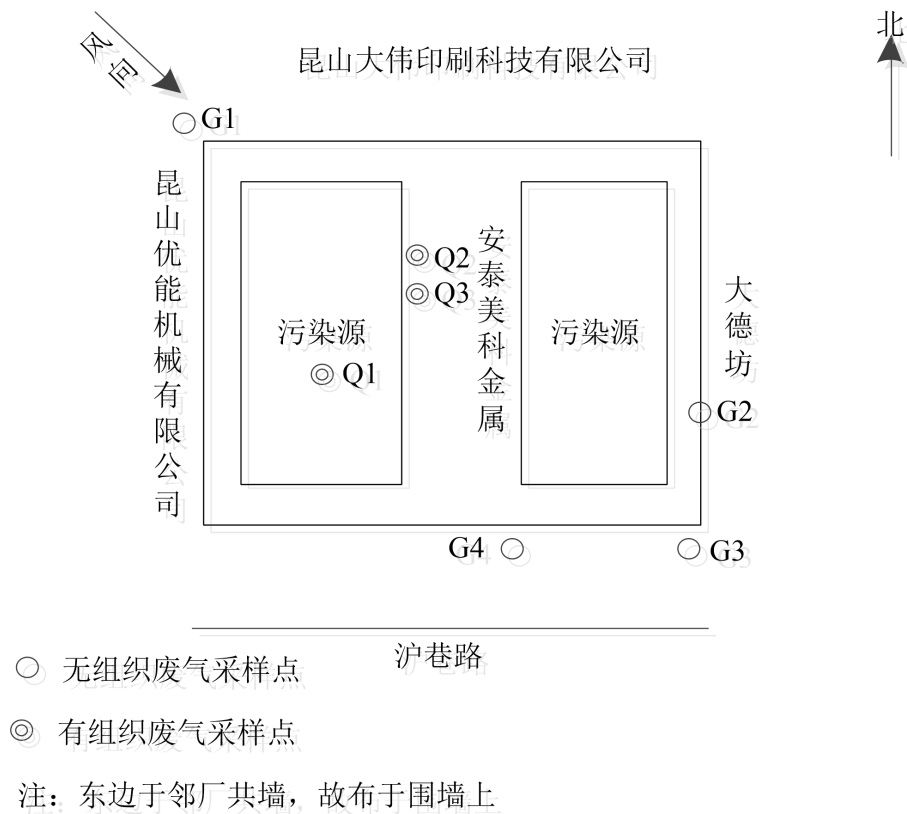 北
风向
昆山大伟印刷科技有限公司
G1
昆山优能机械有限公司
安泰美科金属
大德坊
Q2
Q3
污染源
污染源
Q1
G2
G4
G3
沪巷路
无组织废气采样点
有组织废气采样点
注：东边于邻厂共墙，故布于围墙上